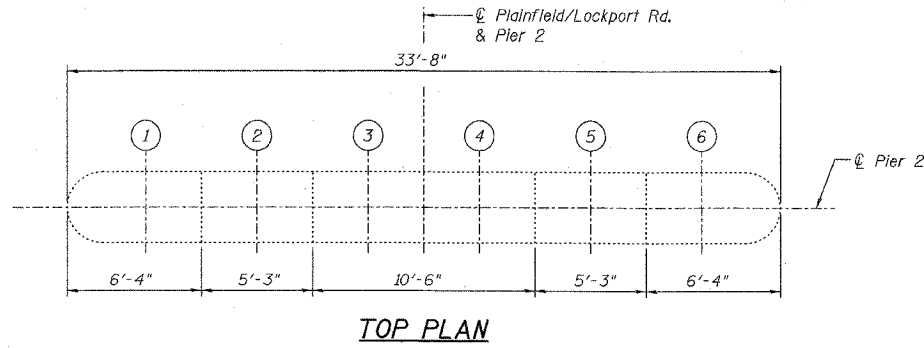 ℄ Plainfield/Lockport Rd.
& Pier 2
33'-8"
1 2 3 4 5 6
℄ Pier 2
6'-4" 5'-3" 10'-6" 5'-3" 6'-4"
TOP PLAN